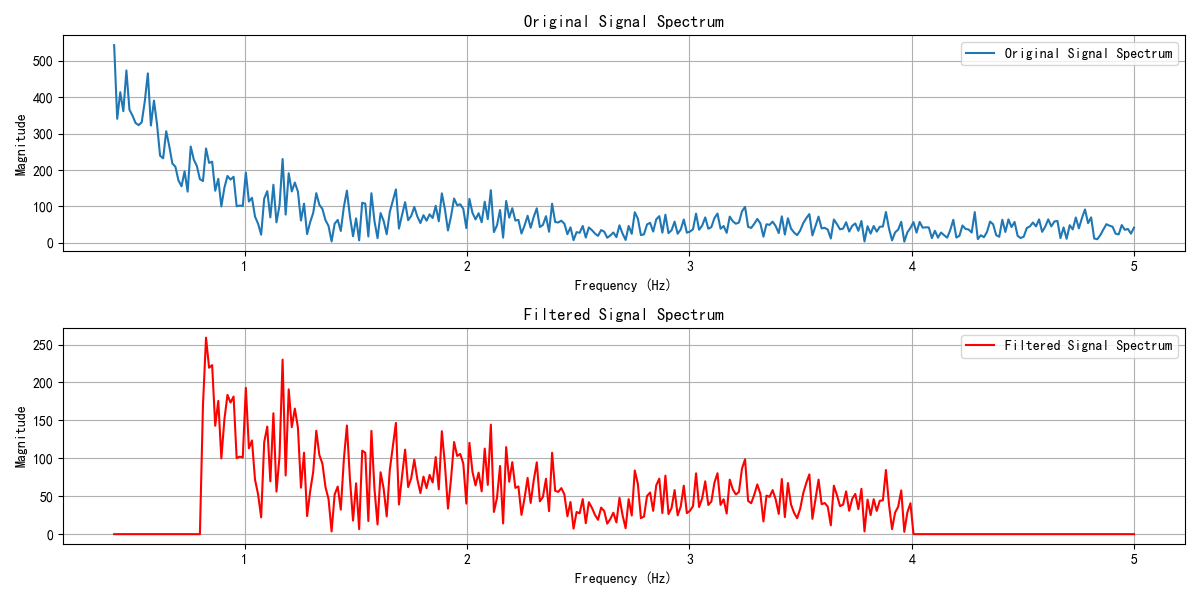 Original Signal Spectrum
Original Signal Spectrum
Magnitude
500
400
300
200
100
0
1
2
3
4
5
Frequency (Hz)
Filtered Signal Spectrum
Filtered Signal Spectrum
Magnitude
250
200
150
100
50
0
1
2
3
4
5
Frequency (Hz)